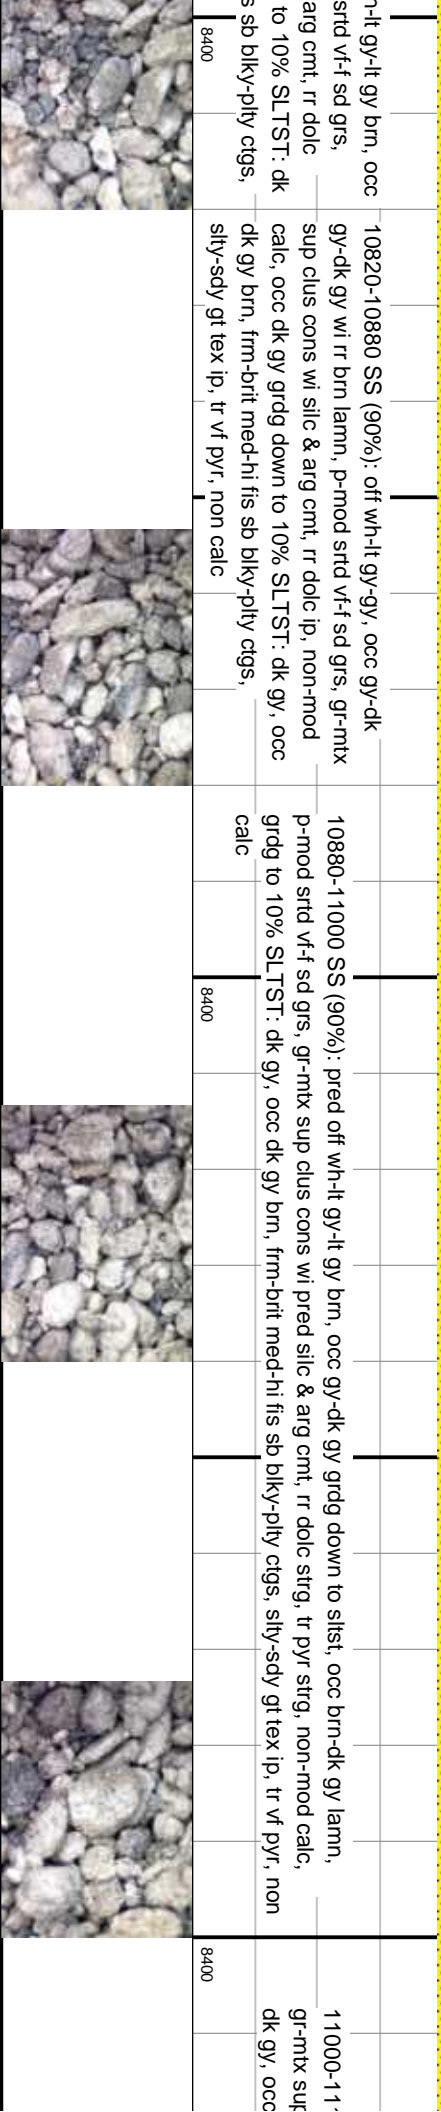 h-lt gy-lt gy brn, occ
srtd vf-f sd grs,
arg cmt, rr dolc
to 10% SLTST: dk
s sb blky-plty ctgs,
8400
10820-10880 SS (90%): off wh-lt gy-gy, occ gy-dk
gy-dk gy wi rr brn lamn, p-mod srtd vf-f sd grs, gr-mtx
sup clus cons wi silc & arg cmt, rr dolc ip, non-mod
calc, occ dk gy grdg down to 10% SLTST: dk gy, occ
dk gy brn, frm-brit med-hi fis sb blky-plty ctgs,
slty-sdy gt tex ip, tr vf pyr, non calc
10880-11000 SS (90%): pred off wh-lt gy-lt gy brn, occ gy-dk gy grdg down to sltst, occ brn-dk gy lamn,
p-mod srtd vf-f sd grs, gr-mtx sup clus cons wi pred silc & arg cmt, rr dolc strg, tr pyr strg, non-mod calc,
grdg to 10% SLTST: dk gy, occ dk gy brn, frm-brit med-hi fis sb blky-plty ctgs, slty-sdy gt tex ip, tr vf pyr, non
calc
8400
11000-11
gr-mtx sup
dk gy, occ
8400